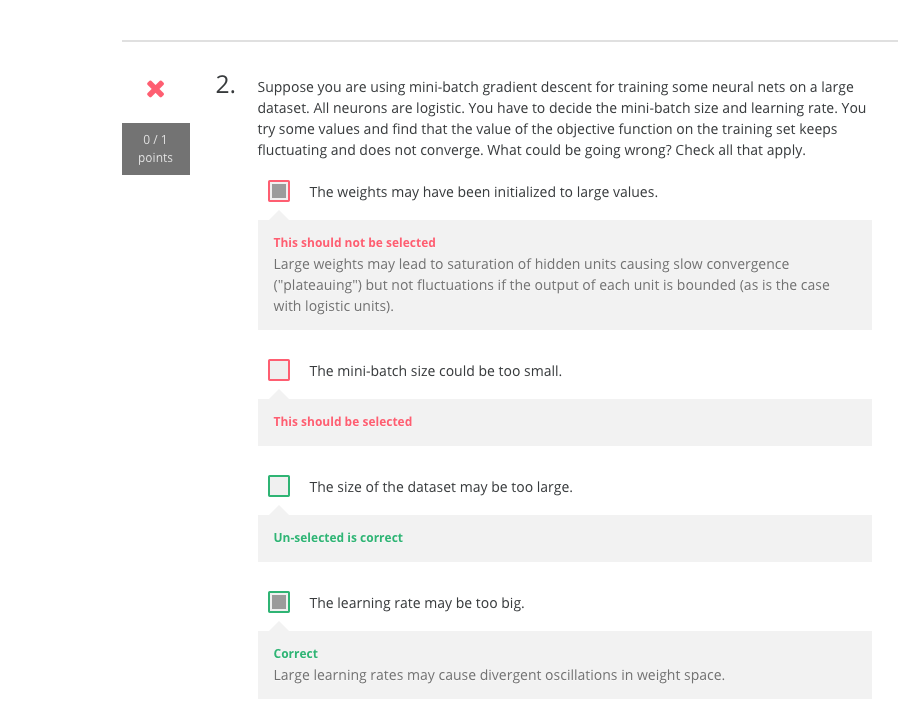 2.
Suppose you are using mini-batch gradient descent for training some neural nets on a large
dataset. All neurons are logistic. You have to decide the mini-batch size and learning rate. You
try some values and find that the value of the objective function on the training set keeps
fluctuating and does not converge. What could be going wrong? Check all that apply.
0 / 1
points
The weights may have been initialized to large values.
This should not be selected
Large weights may lead to saturation of hidden units causing slow convergence
("plateauing") but not fluctuations if the output of each unit is bounded (as is the case
with logistic units).
The mini-batch size could be too small.
This should be selected
The size of the dataset may be too large.
Un-selected is correct
The learning rate may be too big.
Correct
Large learning rates may cause divergent oscillations in weight space.